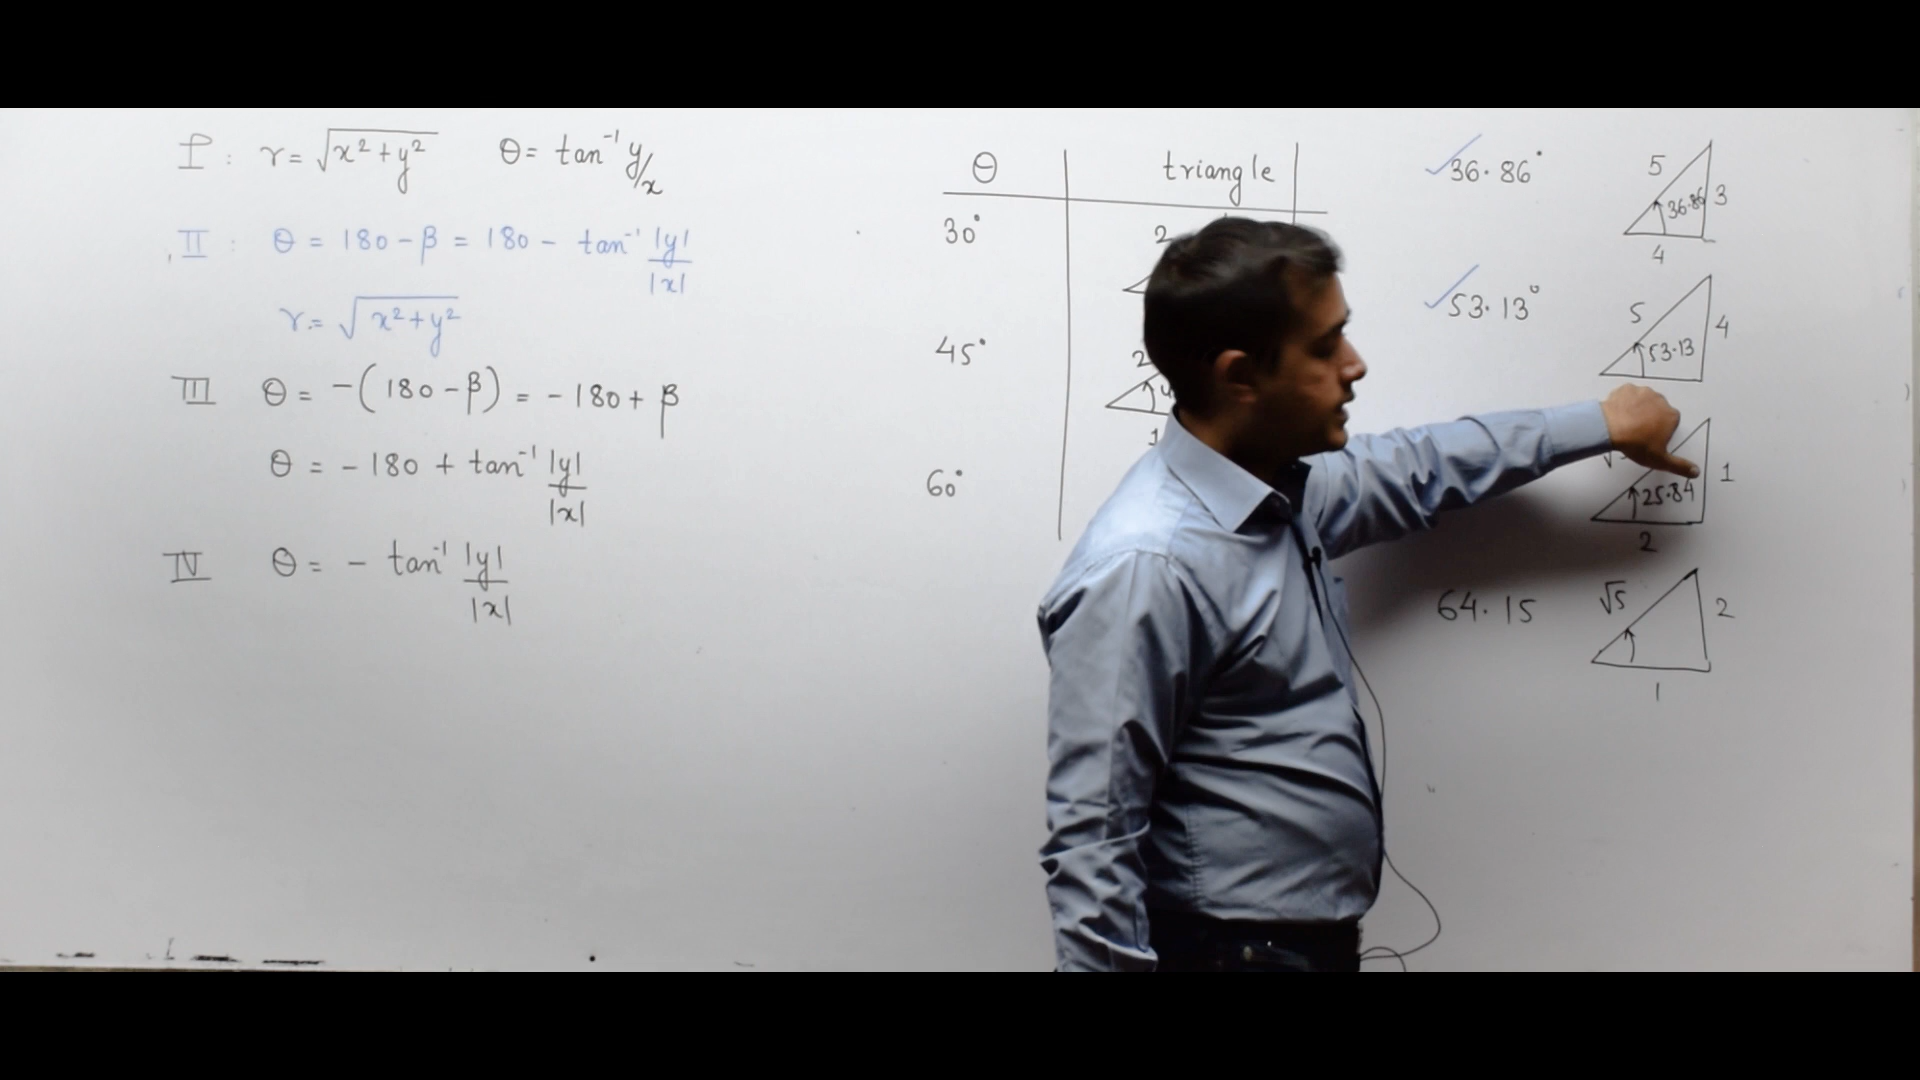 I : r = √x² + y² θ = tan⁻¹ y/x
II : θ = 180 - β = 180 - tan⁻¹ |y| / |x|
r = √x² + y²
III θ = -(180 - β) = - 180 + β
θ = - 180 + tan⁻¹ |y| / |x|
IV θ = - tan⁻¹ |y| / |x|
θ triangle
30° 2
45° 2
1
60°
36.86° 5 36.86 3
4
53.13° 5 53.13 4
25.84 1
2
64.15 √5 2
1